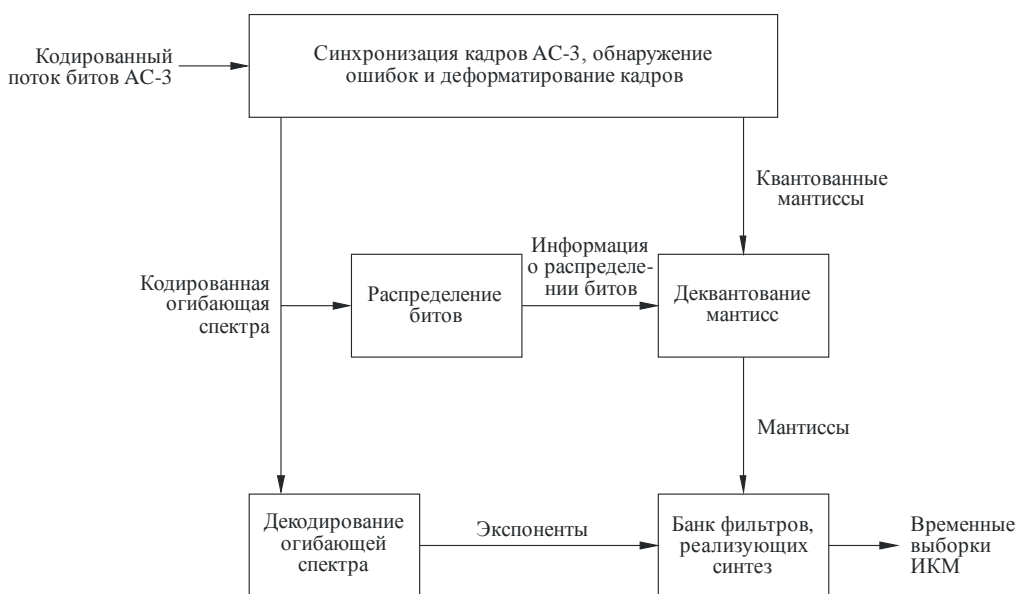 Кодированный
поток битов АС-3
Синхронизация кадров АС-3, обнаружение
ошибок и деформатирование кадров
Квантованные
мантиссы
Кодированная
огибающая
спектра
Распределение
битов
Информация
о распределе-
нии битов
Деквантование
мантисс
Мантиссы
Декодирование
огибающей
спектра
Экспоненты
Банк фильтров,
реализующих
синтез
Временные
выборки
ИКМ